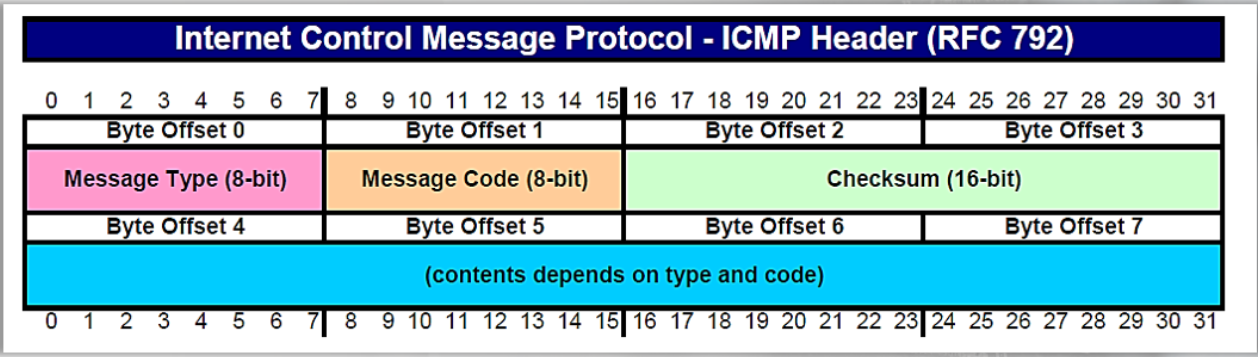 Internet Control Message Protocol - ICMP Header (RFC 792)
0 1 2 3 4 5 6 7 8 9 10 11 12 13 14 15 16 17 18 19 20 21 22 23 24 25 26 27 28 29 30 31
Byte Offset 0 Byte Offset 1 Byte Offset 2 Byte Offset 3
Message Type (8-bit) Message Code (8-bit) Checksum (16-bit)
Byte Offset 4 Byte Offset 5 Byte Offset 6 Byte Offset 7
(contents depends on type and code)
0 1 2 3 4 5 6 7 8 9 10 11 12 13 14 15 16 17 18 19 20 21 22 23 24 25 26 27 28 29 30 31